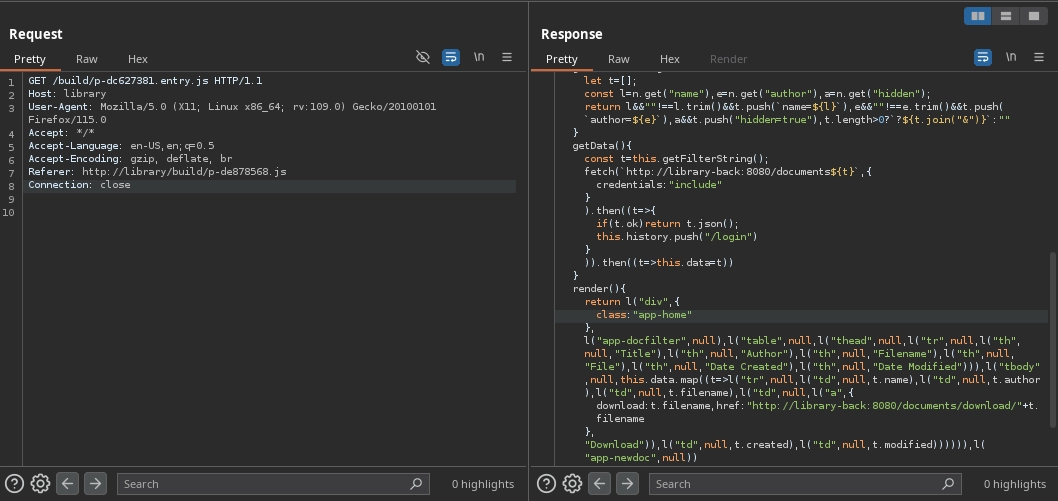 Request
Pretty Raw Hex \n
1 GET /build/p-dc627381.entry.js HTTP/1.1
2 Host: library
3 User-Agent: Mozilla/5.0 (X11; Linux x86_64; rv:109.0) Gecko/20100101
Firefox/115.0
4 Accept: */*
5 Accept-Language: en-US,en;q=0.5
6 Accept-Encoding: gzip, deflate, br
7 Referer: http://library/build/p-de878568.js
8 Connection: close
9
10
Search 0 highlights
Response
Pretty Raw Hex Render \n
let t=[];
const l=n.get("name"),e=n.get("author"),a=n.get("hidden");
return l&&""!==l.trim()&&t.push(`name=${l}`),e&&""!==e.trim()&&t.push(
`author=${e}`),a&&t.push("hidden=true"),t.length>0?`?${t.join("&")}`:""
}
getData(){
const t=this.getFilterString();
fetch(`http://library-back:8080/documents${t}`,{
credentials:"include"
}
).then((t=>{
if(t.ok)return t.json();
this.history.push("/login")
}
)).then((t=>this.data=t))
}
render(){
return l("div",{
class:"app-home"
},
l("app-docfilter",null),l("table",null,l("thead",null,l("tr",null,l("th",
null,"Title"),l("th",null,"Author"),l("th",null,"Filename"),l("th",null,
"File"),l("th",null,"Date Created"),l("th",null,"Date Modified"))),l("tbody"
,null,this.data.map((t=>l("tr",null,l("td",null,t.name),l("td",null,t.author
),l("td",null,t.filename),l("td",null,l("a",{
download:t.filename,href:"http://library-back:8080/documents/download/"+t.
filename
},
"Download")),l("td",null,t.created),l("td",null,t.modified)))))),l(
"app-newdoc",null))
Search 0 highlights